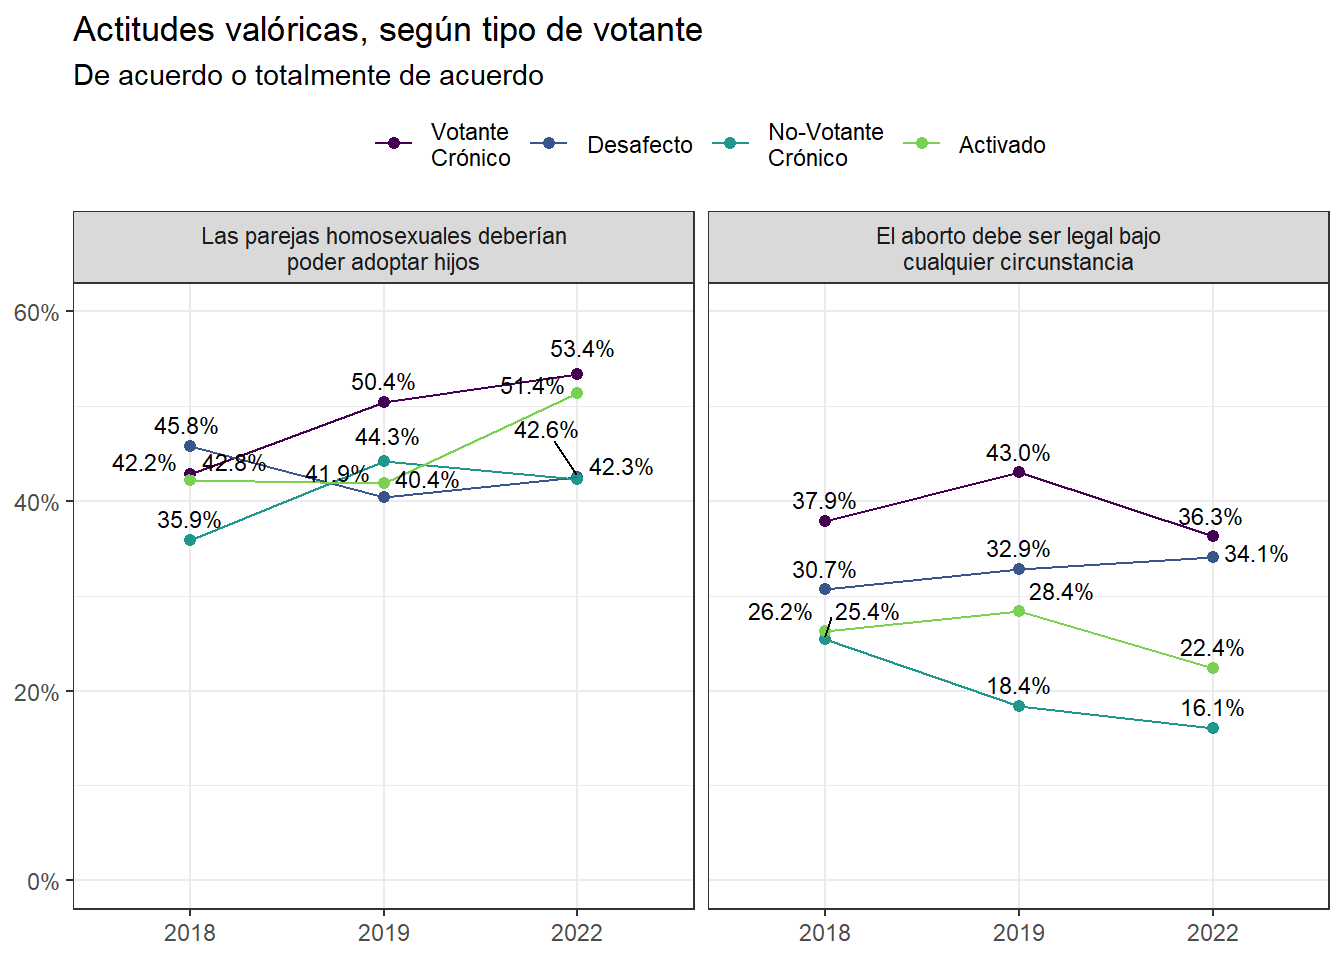 Actitudes valóricas, según tipo de votante
De acuerdo o totalmente de acuerdo
Votante
Crónico
Desafecto
No-Votante
Crónico
Activado
Las parejas homosexuales deberían
poder adoptar hijos
El aborto debe ser legal bajo
cualquier circunstancia
60%
40%
20%
0%
53.4%
50.4%
51.4%
45.8%
44.3%
42.6%
42.2%
42.8%
41.9%
40.4%
42.3%
35.9%
2018
2019
2022
43.0%
37.9%
36.3%
32.9%
34.1%
30.7%
28.4%
26.2%
25.4%
22.4%
18.4%
16.1%
2018
2019
2022